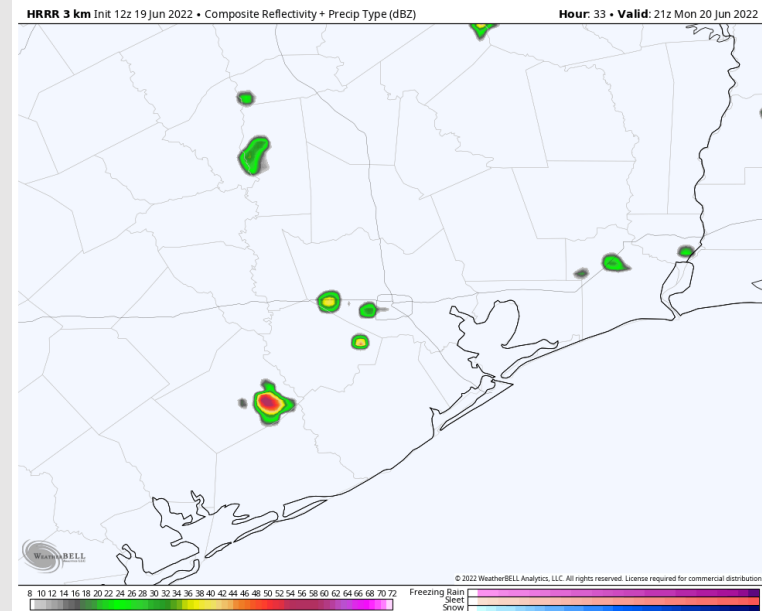 HRRR 3 km Init 12z 19 Jun 2022 • Composite Reflectivity + Precip Type (dBZ) Hour: 33 • Valid: 21z Mon 20 Jun 2022
WEATHERBELL
© 2022 WeatherBELL Analytics, LLC. All rights reserved. License required for commercial distribution
8 10 12 14 16 18 20 22 24 26 28 30 32 34 36 38 40 42 44 46 48 50 52 54 56 58 60 62 64 66 68 70 72
Freezing Rain
Sleet
Snow